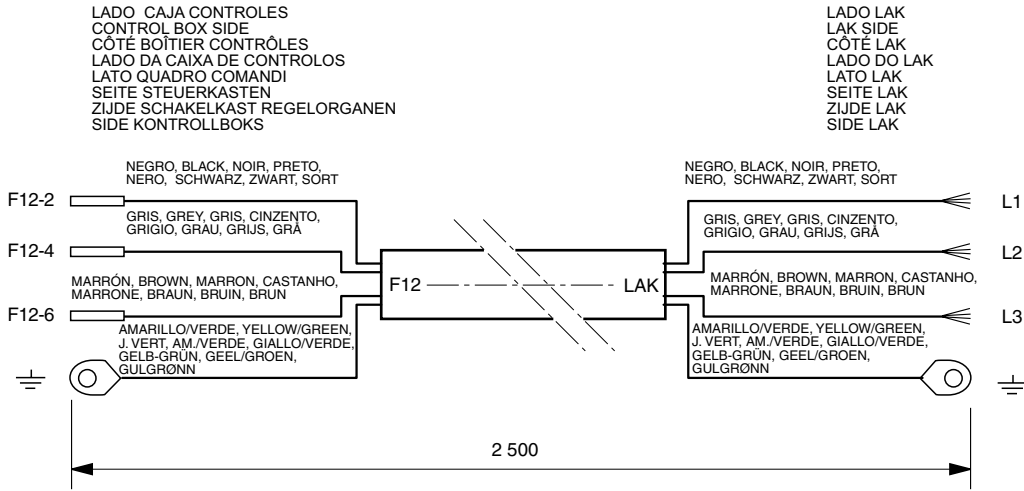 LADO CAJA CONTROLES
CONTROL BOX SIDE
CÔTÉ BOÎTIER CONTRÔLES
LADO DA CAIXA DE CONTROLOS
LATO QUADRO COMANDI
SEITE STEUERKASTEN
ZIJDE SCHAKELKAST REGELORGANEN
SIDE KONTROLLBOKS
LADO LAK
LAK SIDE
CÔTÉ LAK
LADO DO LAK
LATO LAK
SEITE LAK
ZIJDE LAK
SIDE LAK
NEGRO, BLACK, NOIR, PRETO,
NERO, SCHWARZ, ZWART, SORT
F12-2
GRIS, GREY, GRIS, CINZENTO,
GRIGIO, GRAU, GRIJS, GRÅ
F12-4
MARRÓN, BROWN, MARRON, CASTANHO,
MARRONE, BRAUN, BRUIN, BRUN
F12-6
AMARILLO/VERDE, YELLOW/GREEN,
J. VERT, AM./VERDE, GIALLO/VERDE,
GELB-GRÜN, GEEL/GROEN,
GULGRØNN
F12
LAK
NEGRO, BLACK, NOIR, PRETO,
NERO, SCHWARZ, ZWART, SORT
L1
GRIS, GREY, GRIS, CINZENTO,
GRIGIO, GRAU, GRIJS, GRÅ
L2
MARRÓN, BROWN, MARRON, CASTANHO,
MARRONE, BRAUN, BRUIN, BRUN
L3
AMARILLO/VERDE, YELLOW/GREEN,
J. VERT, AM./VERDE, GIALLO/VERDE,
GELB-GRÜN, GEEL/GROEN,
GULGRØNN
2 500